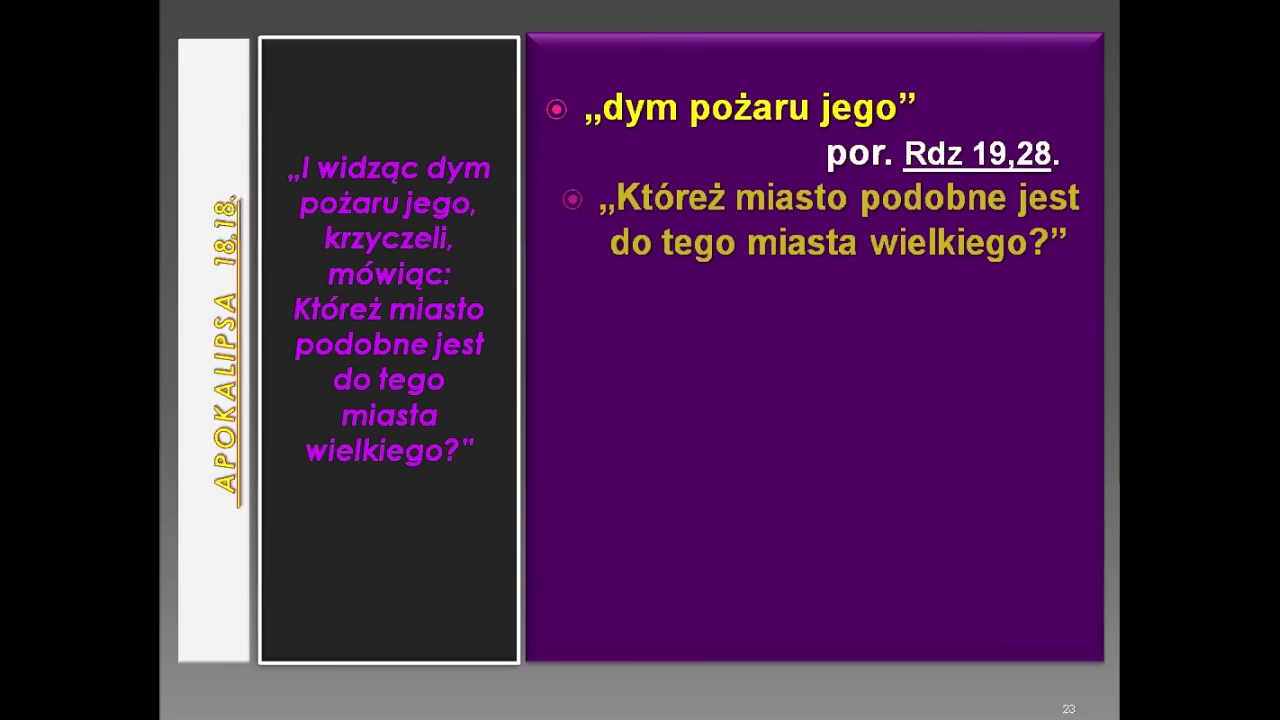 APOKALIPSA 18,18.
„I widząc dym
pożaru jego,
krzyczeli,
mówiąc:
Któreż miasto
podobne jest
do tego
miasta
wielkiego?”
„dym pożaru jego”
por. Rdz 19,28.
„Któreż miasto podobne jest
do tego miasta wielkiego?”
23